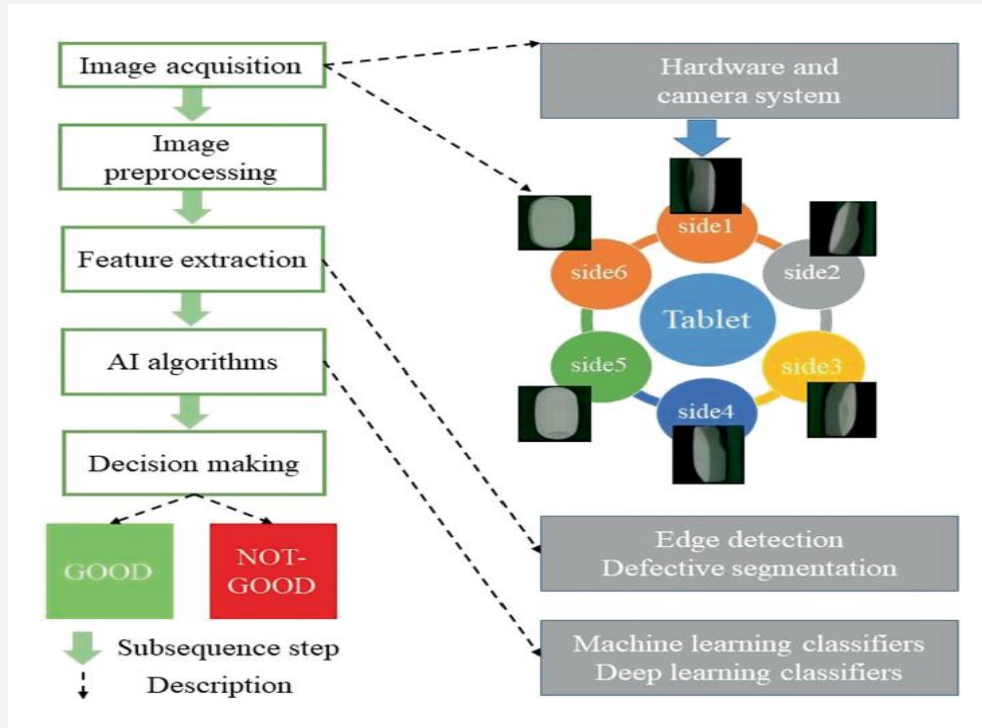 Image acquisition
Image
preprocessing
Feature extraction
AI algorithms
Decision making
GOOD
NOT-
GOOD
Subsequence step
Description
Hardware and
camera system
side1
side2
side3
side4
side5
side6
Tablet
Edge detection
Defective segmentation
Machine learning classifiers
Deep learning classifiers